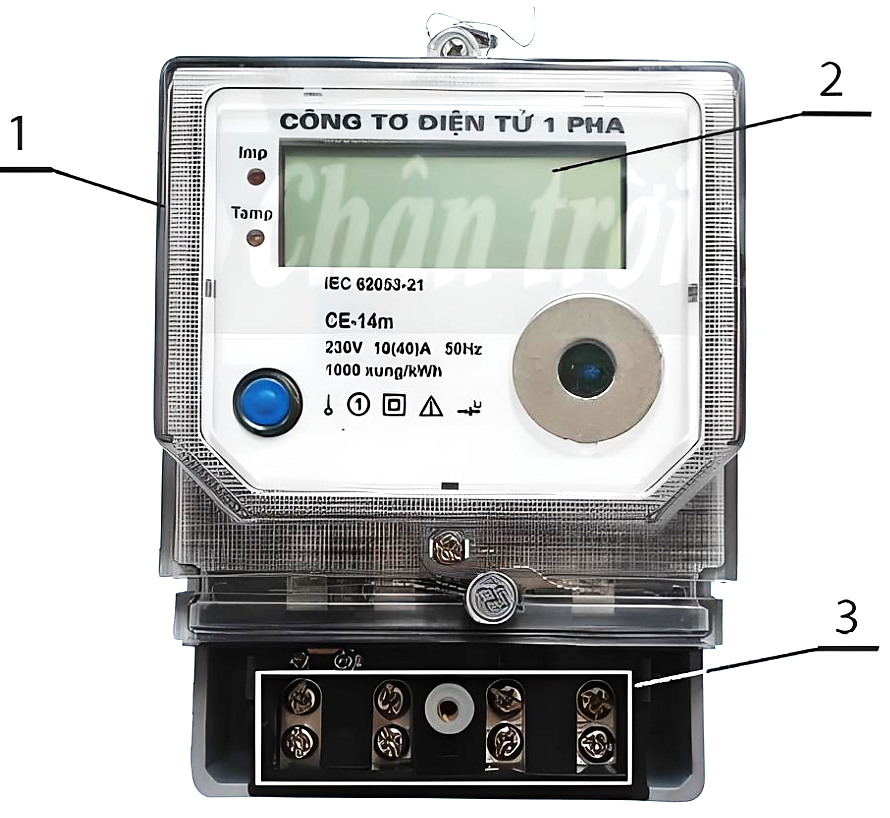 1
2
CÔNG TƠ ĐIỆN TỬ 1 PHA
Imp
Tamp
Chân trời
IEC 62053-21
CE-14m
230V 10(40)A 50Hz
1000 xung/kWh
1
3